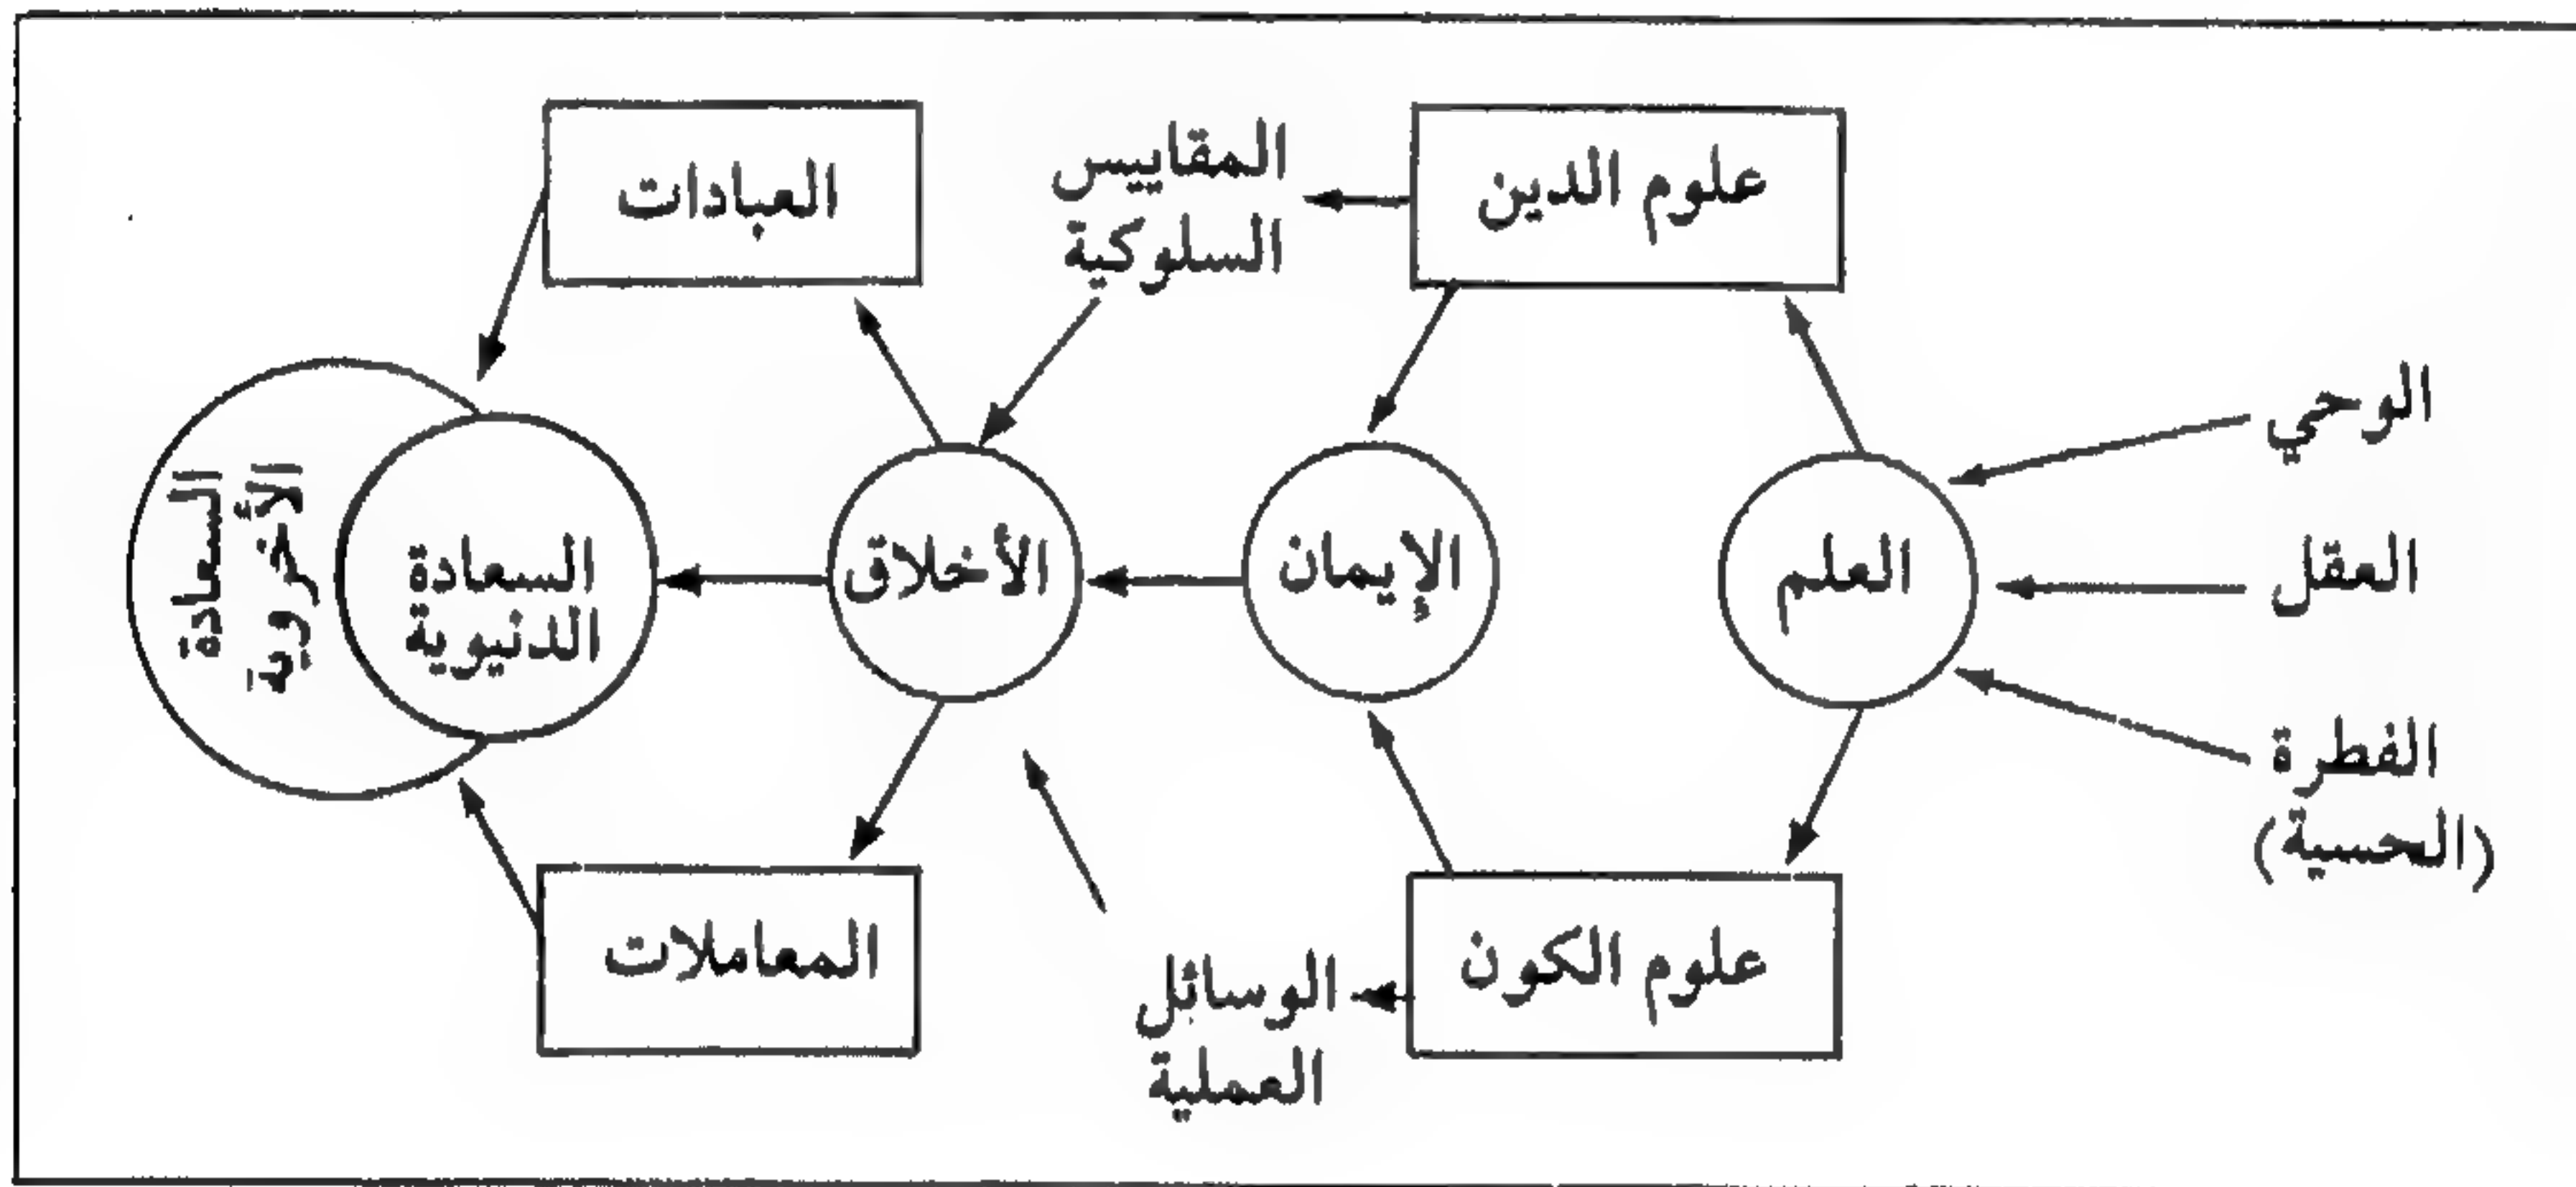 الوحي
العقل
الفطرة
(الحسية)
العلم
علوم الدين
علوم الكون
الإيمان
المقاييس
السلوكية
الوسائل
العملية
الأخلاق
العبادات
المعاملات
السعادة
الدنيوية
السعادة
الأخروية